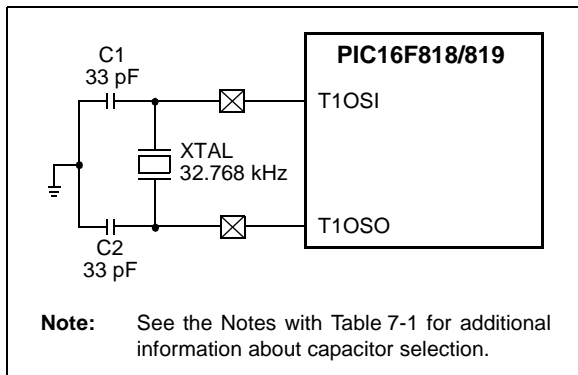 C1
33 pF
PIC16F818/819
T1OSI
XTAL
32.768 kHz
T1OSO
C2
33 pF
Note: See the Notes with Table 7-1 for additional
information about capacitor selection.